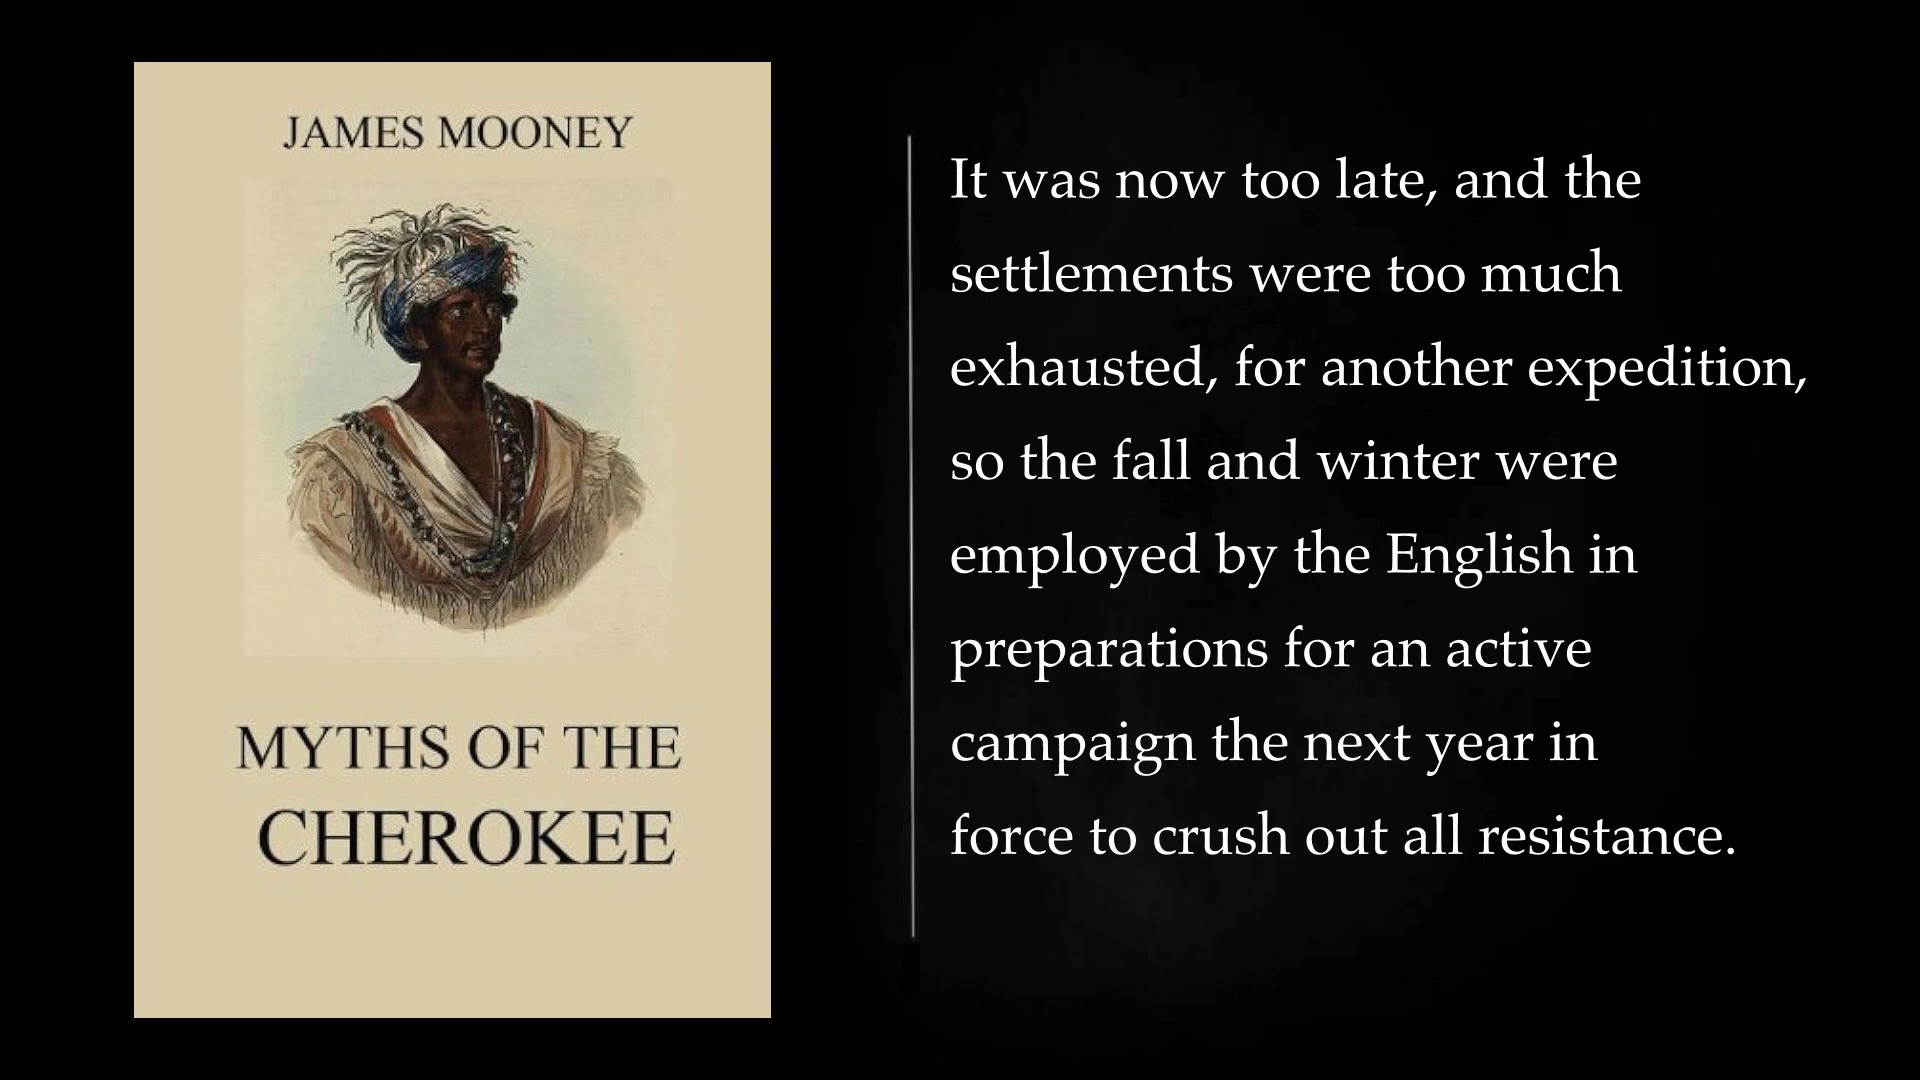 JAMES MOONEY
MYTHS OF THE
CHEROKEE
It was now too late, and the
settlements were too much
exhausted, for another expedition,
so the fall and winter were
employed by the English in
preparations for an active
campaign the next year in
force to crush out all resistance.